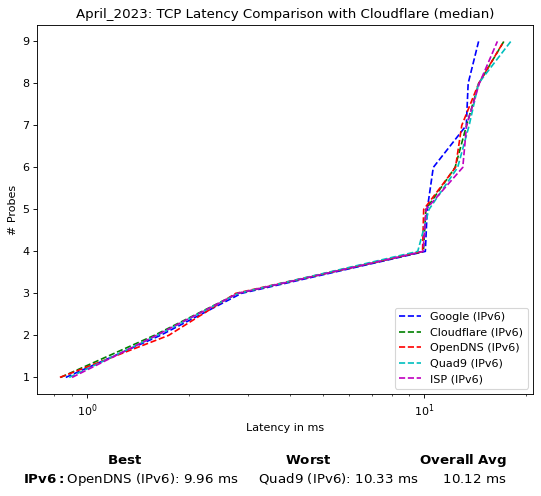 April_2023: TCP Latency Comparison with Cloudflare (median)
9
8
7
6
5
4
3
2
1
# Probes
Google (IPv6)
Cloudflare (IPv6)
OpenDNS (IPv6)
Quad9 (IPv6)
ISP (IPv6)
10⁰ 10¹
Latency in ms
Best Worst Overall Avg
IPv6: OpenDNS (IPv6): 9.96 ms Quad9 (IPv6): 10.33 ms 10.12 ms